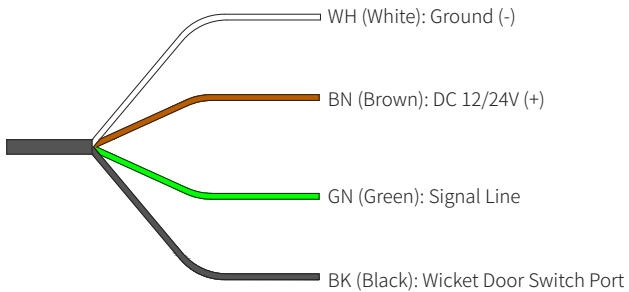 WH (White): Ground (-)
BN (Brown): DC 12/24V (+)
GN (Green): Signal Line
BK (Black): Wicket Door Switch Port